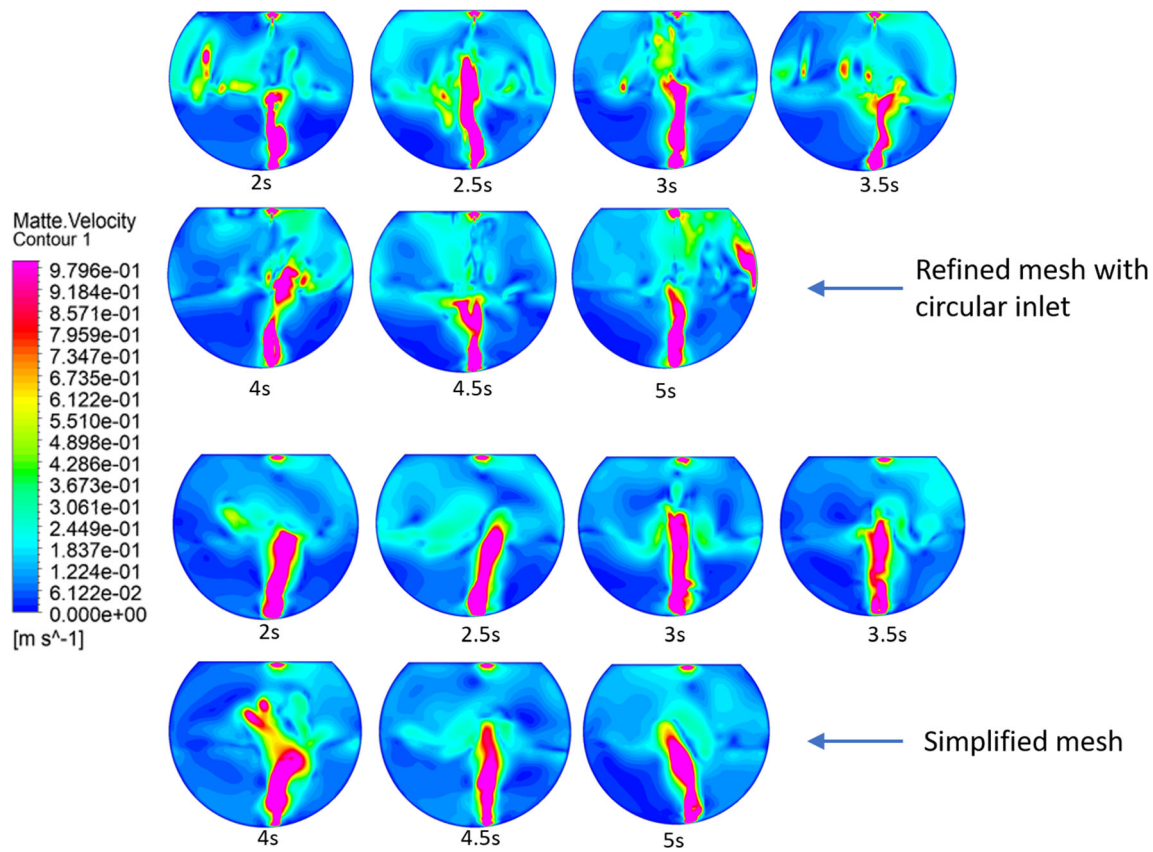 2s
2.5s
3s
3.5s
Matte.Velocity
Contour 1
9.796e-01
9.184e-01
8.571e-01
7.959e-01
7.347e-01
6.735e-01
6.122e-01
5.510e-01
4.898e-01
4.286e-01
3.673e-01
3.061e-01
2.449e-01
1.837e-01
1.224e-01
6.122e-02
0.000e+00
[m s^-1]
4s
4.5s
5s
Refined mesh with
circular inlet
2s
2.5s
3s
3.5s
4s
4.5s
5s
Simplified mesh